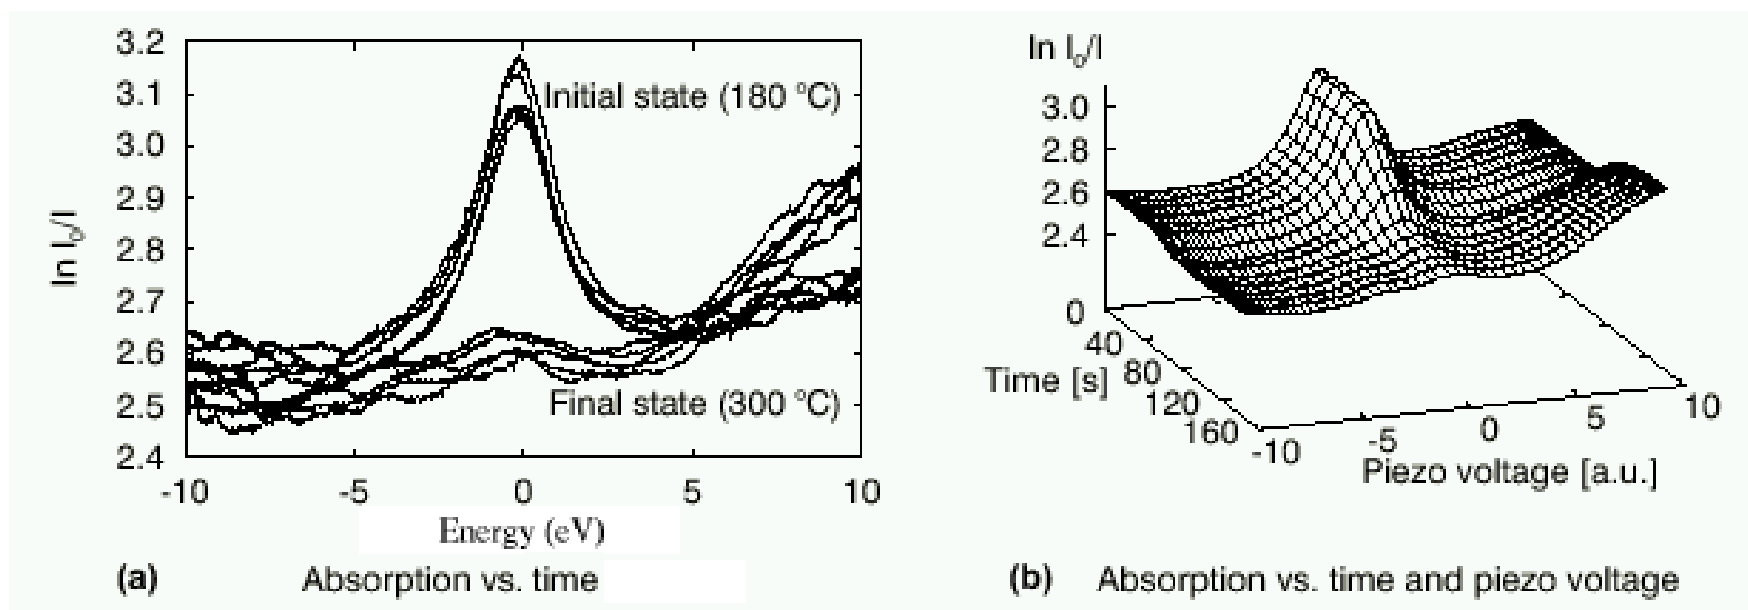 3.2
3.1
3.0
2.9
2.8
2.7
2.6
2.5
2.4
ln I₀/I
Initial state (180 ºC)
Final state (300 ºC)
-10 -5 0 5 10
Energy (eV)
(a) Absorption vs. time
ln I₀/I
3.0
2.8
2.6
2.4
0
40
80
120
160
Time [s]
-10 -5 0 5 10
Piezo voltage [a.u.]
(b) Absorption vs. time and piezo voltage